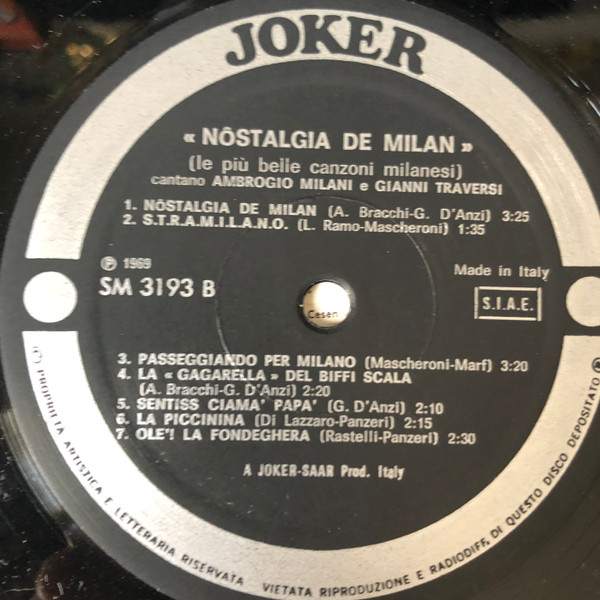 JOKER
« NÔSTALGIA DE MILAN »
(le più belle canzoni milanesi)
cantano AMBROGIO MILANI e GIANNI TRAVERSI
1. NÔSTALGIA DE MILAN (A. Bracchi-G. D'Anzi) 3:25
2. S.T.R.A.M.I.L.A.N.O. (L. Ramo-Mascheroni) 1:35
℗ 1969
SM 3193 B
Made in Italy
S.I.A.E.
Cesen
3. PASSEGGIANDO PER MILANO (Mascheroni-Marf) 3:20
4. LA « GAGARELLA » DEL BIFFI SCALA
(A. Bracchi-G. D'Anzi) 2:20
5. SENTISS CIAMA' PAPA' (G. D'Anzi) 2:10
6. LA PICCININA (Di Lazzaro-Panzeri) 2:15
7. OLE'! LA FONDEGHERA (Rastelli-Panzeri) 2:30
A JOKER-SAAR Prod. Italy
© PROPRIETÀ ARTISTICA E LETTERARIA RISERVATA VIETATA RIPRODUZIONE E RADIODIFF. DI QUESTO DISCO DEPOSITATO ®